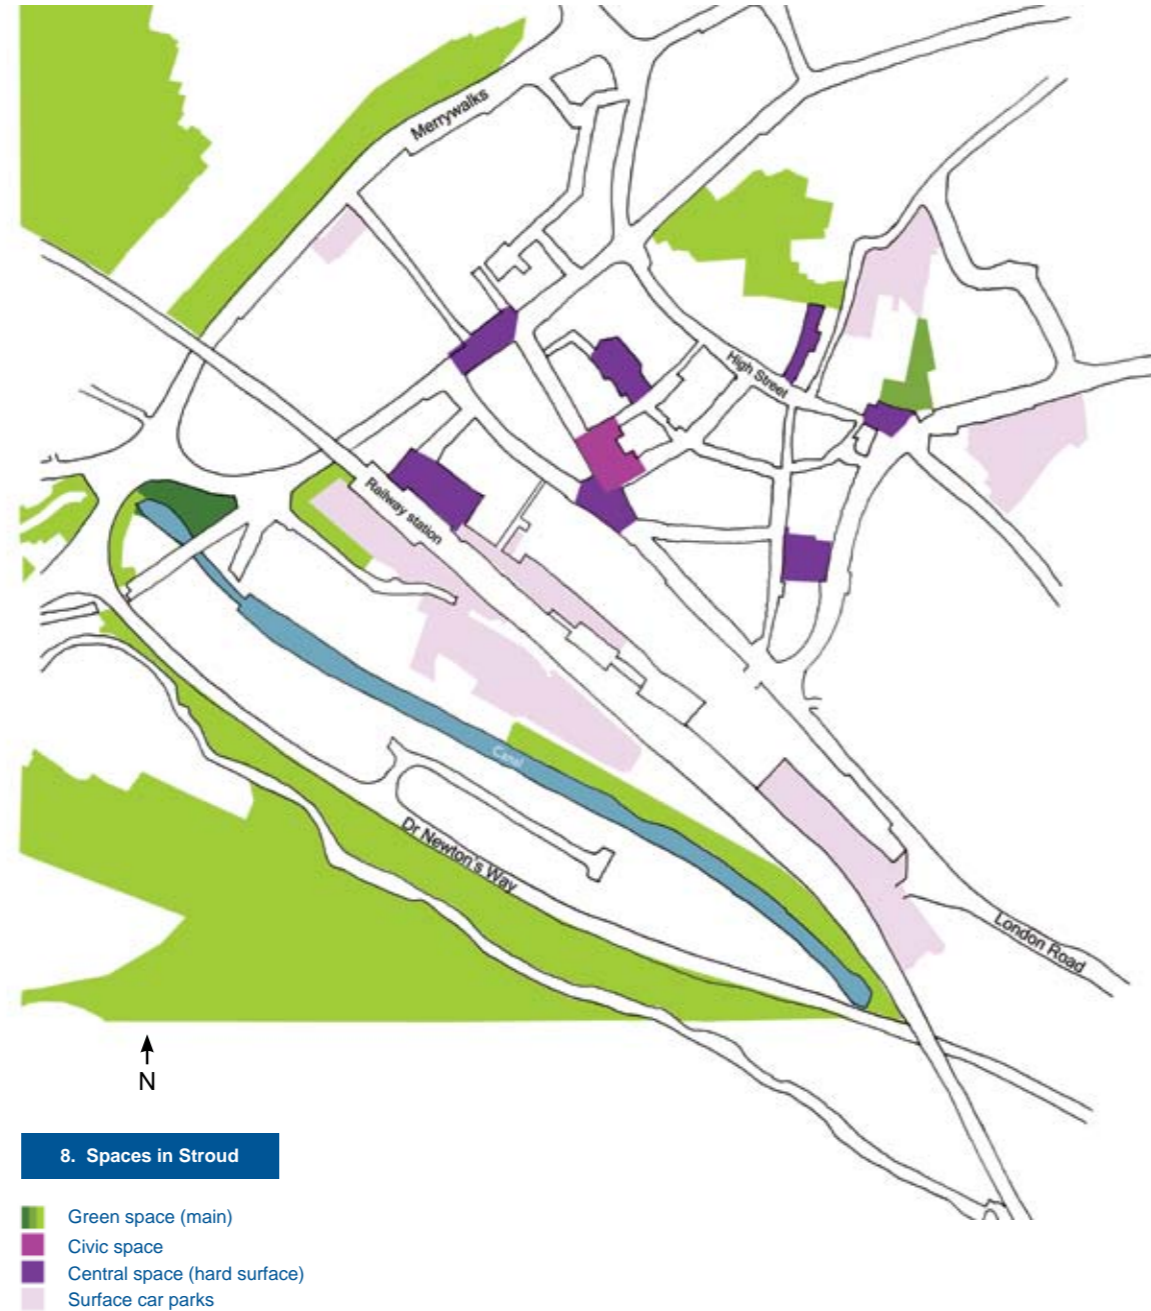 Merrywalks
High Street
Railway station
Canal
Dr Newton's Way
London Road
N
8. Spaces in Stroud
Green space (main)
Civic space
Central space (hard surface)
Surface car parks